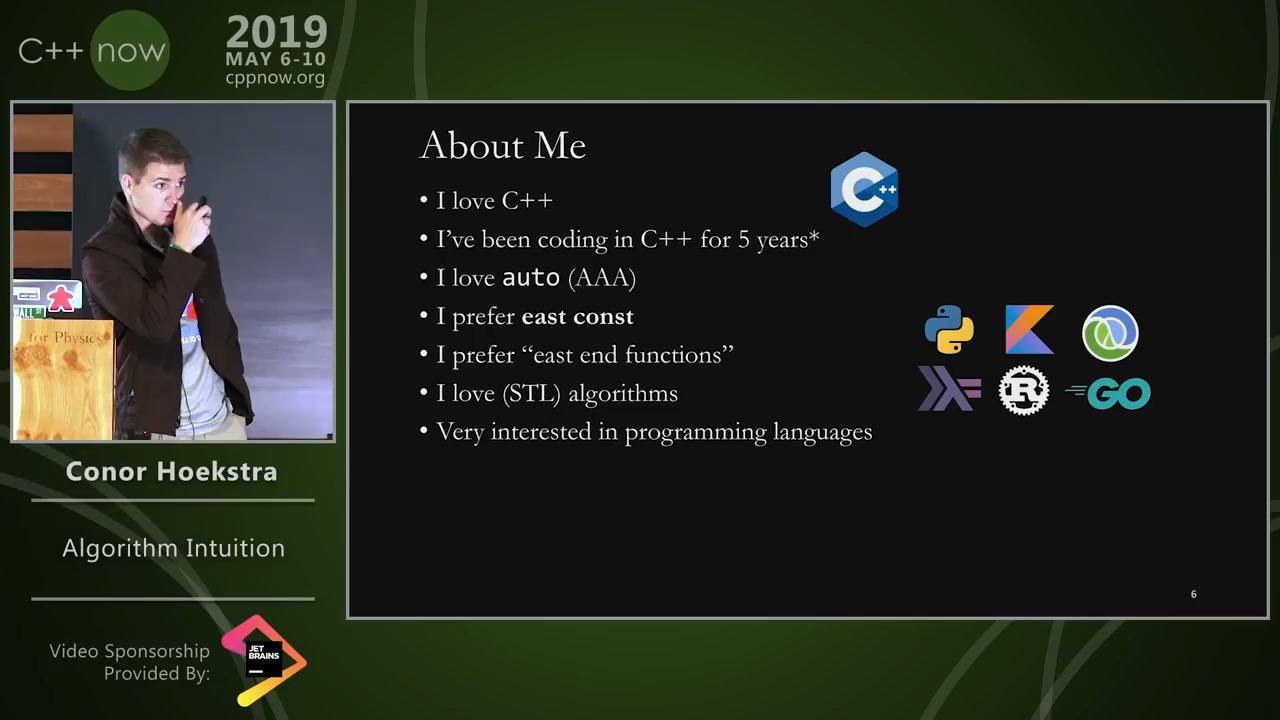 C++ now
2019
MAY 6-10
cppnow.org
About Me
• I love C++
• I’ve been coding in C++ for 5 years*
• I love auto (AAA)
• I prefer east const
• I prefer “east end functions”
• I love (STL) algorithms
• Very interested in programming languages
C++
R
GO
6
WALL ST
for Physics
Conor Hoekstra
Algorithm Intuition
Video Sponsorship
Provided By:
JET
BRAINS